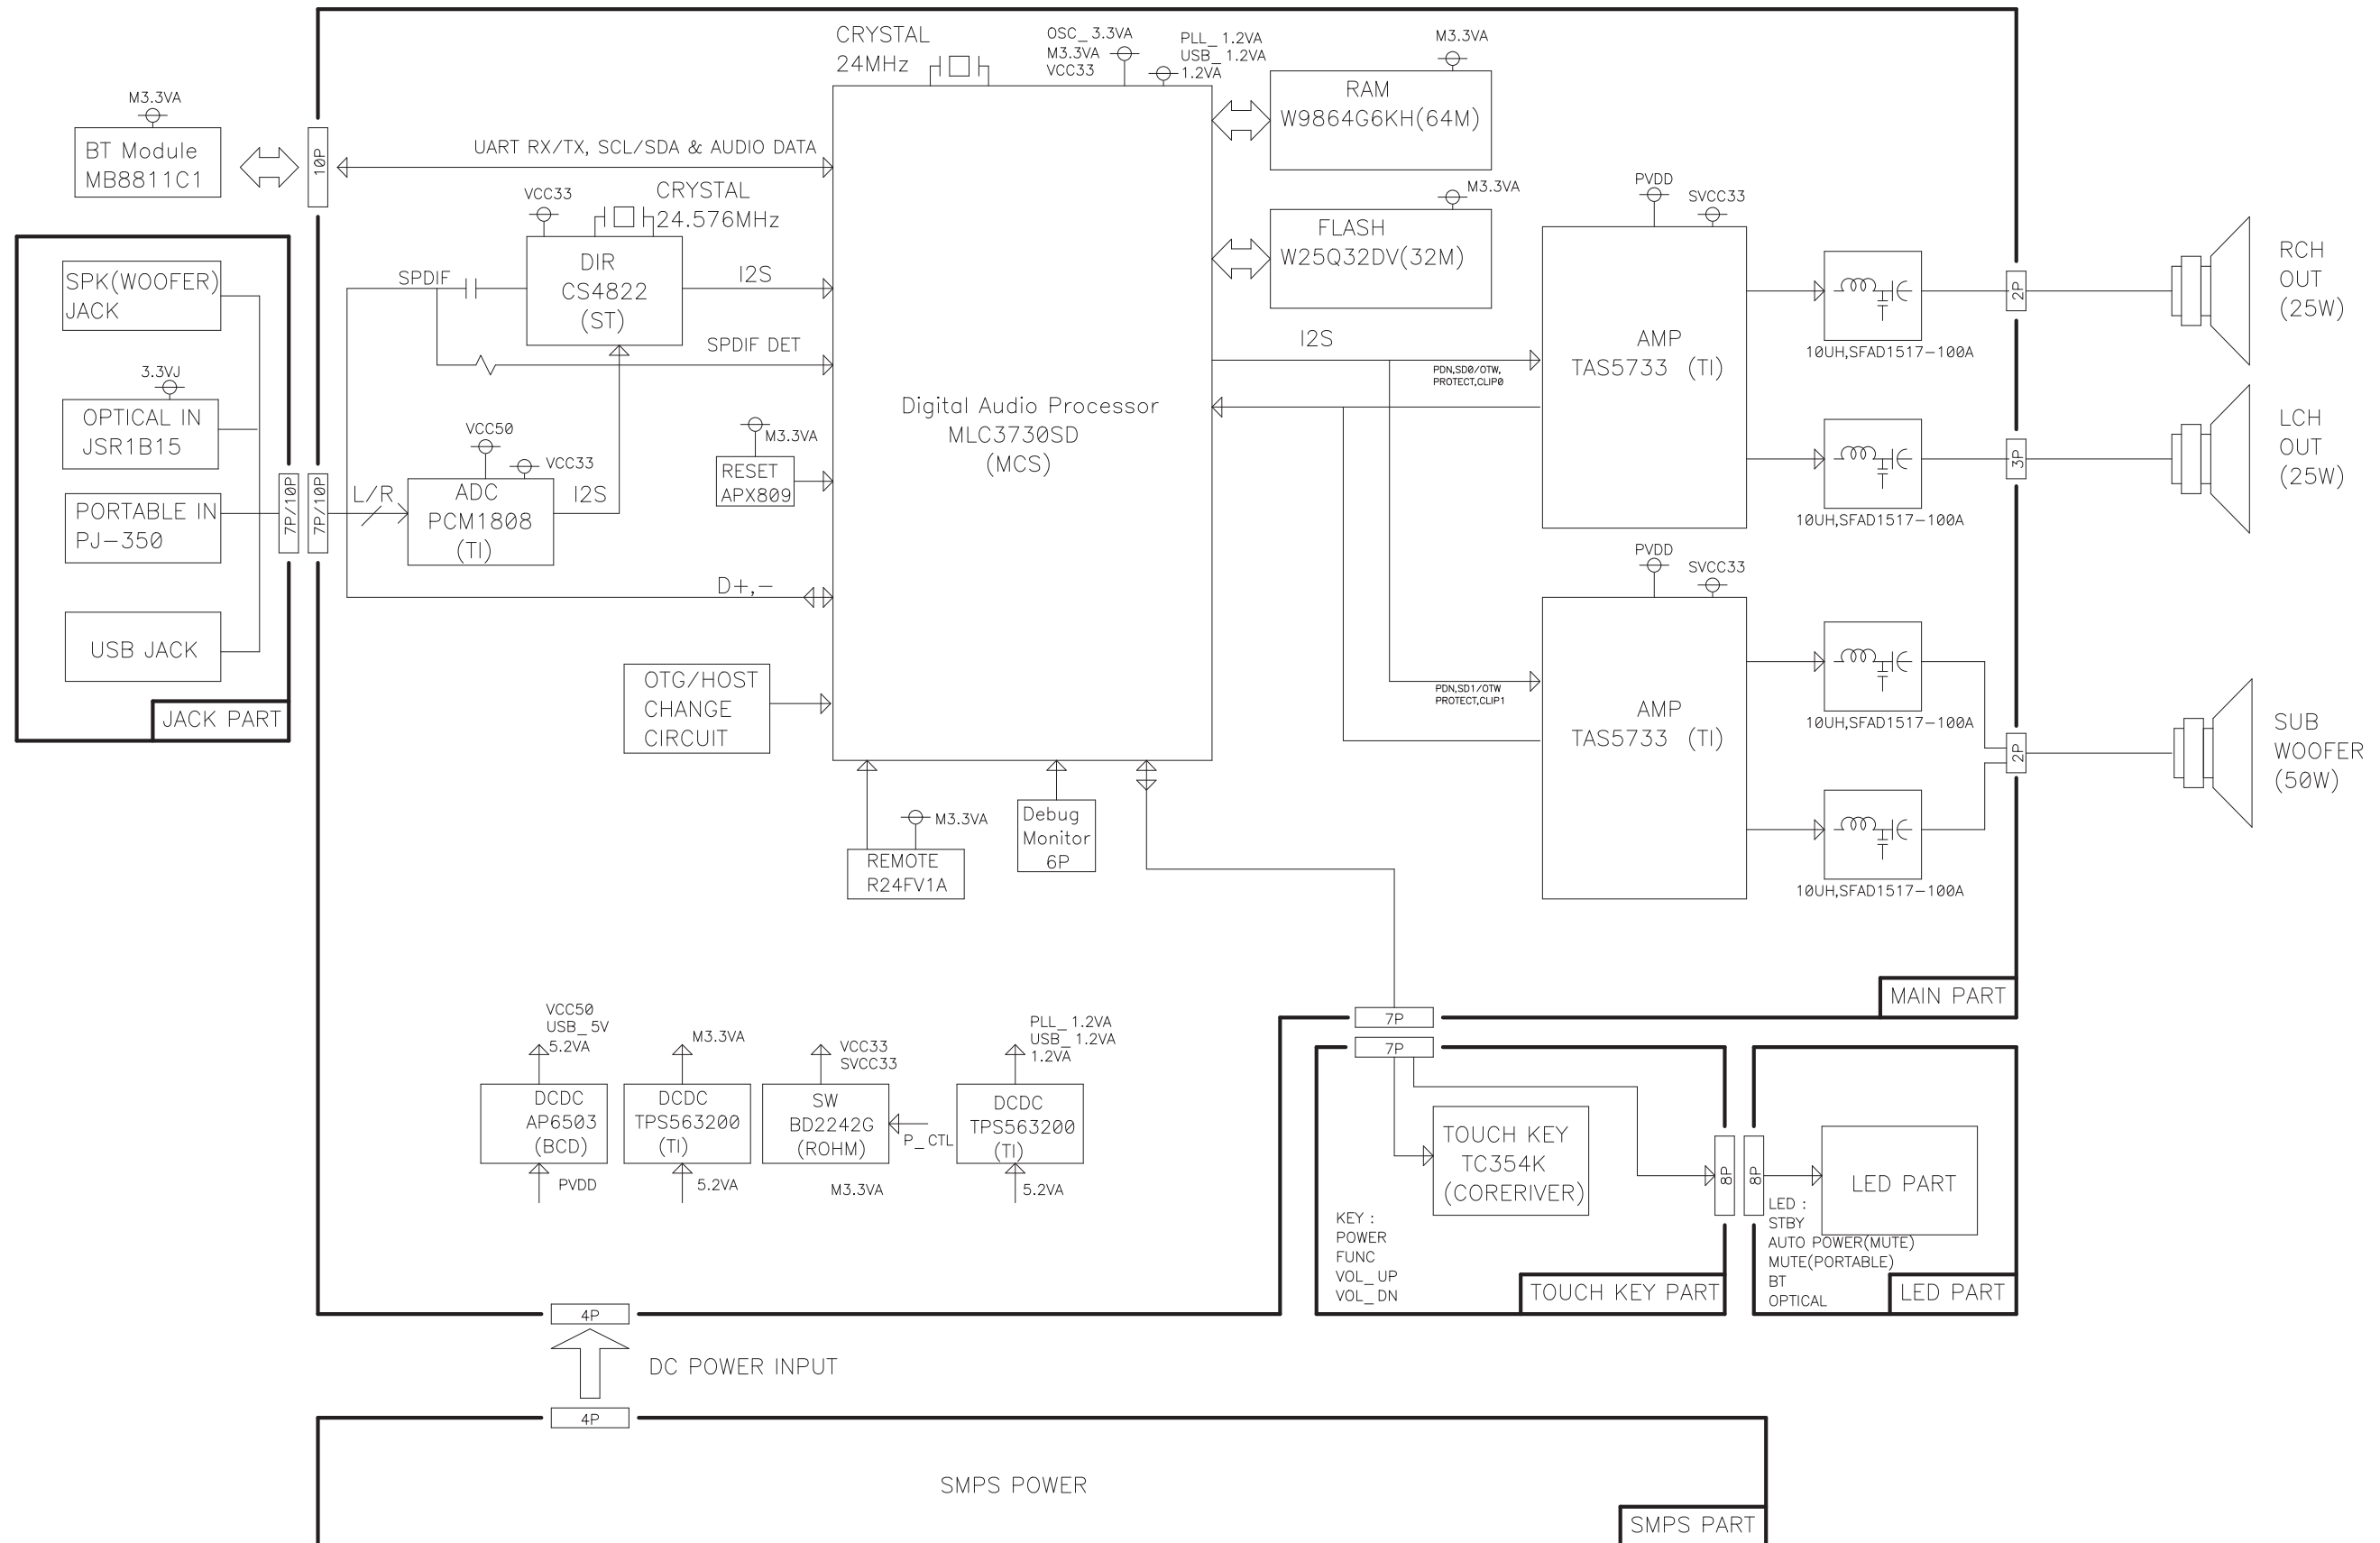 CRYSTAL
24MHz
OSC_3.3VA
M3.3VA
VCC33
PLL_1.2VA
USB_1.2VA
1.2VA
M3.3VA
RAM
W9864G6KH(64M)
M3.3VA
BT Module
MB8811C1
10P
UART RX/TX, SCL/SDA & AUDIO DATA
VCC33
CRYSTAL
24.576MHz
M3.3VA
FLASH
W25Q32DV(32M)
SPDIF
DIR
CS4822
(ST)
I2S
SPDIF DET
SPK(WOOFER)
JACK
3.3VJ
OPTICAL IN
JSR1B15
PORTABLE IN
PJ-350
USB JACK
JACK PART
7P/10P
7P/10P
L/R
VCC50
VCC33
ADC
PCM1808
(TI)
I2S
M3.3VA
RESET
APX809
D+,-
OTG/HOST
CHANGE
CIRCUIT
Digital Audio Processor
MLC3730SD
(MCS)
I2S
PDN,SD0/OTW,
PROTECT,CLIP0
PVDD
SVCC33
AMP
TAS5733 (TI)
10UH,SFAD1517-100A
2P
RCH
OUT
(25W)
10UH,SFAD1517-100A
3P
LCH
OUT
(25W)
PVDD
SVCC33
PDN,SD1/OTW
PROTECT,CLIP1
AMP
TAS5733 (TI)
10UH,SFAD1517-100A
10UH,SFAD1517-100A
2P
SUB
WOOFER
(50W)
M3.3VA
REMOTE
R24FV1A
Debug
Monitor
6P
MAIN PART
VCC50
USB_5V
5.2VA
DCDC
AP6503
(BCD)
PVDD
M3.3VA
DCDC
TPS563200
(TI)
5.2VA
VCC33
SVCC33
SW
BD2242G
(ROHM)
P_CTL
M3.3VA
PLL_1.2VA
USB_1.2VA
1.2VA
DCDC
TPS563200
(TI)
5.2VA
7P
7P
TOUCH KEY
TC354K
(CORERIVER)
KEY :
POWER
FUNC
VOL_UP
VOL_DN
TOUCH KEY PART
8P
8P
LED PART
LED :
STBY
AUTO POWER(MUTE)
MUTE(PORTABLE)
BT
OPTICAL
LED PART
4P
DC POWER INPUT
4P
SMPS POWER
SMPS PART